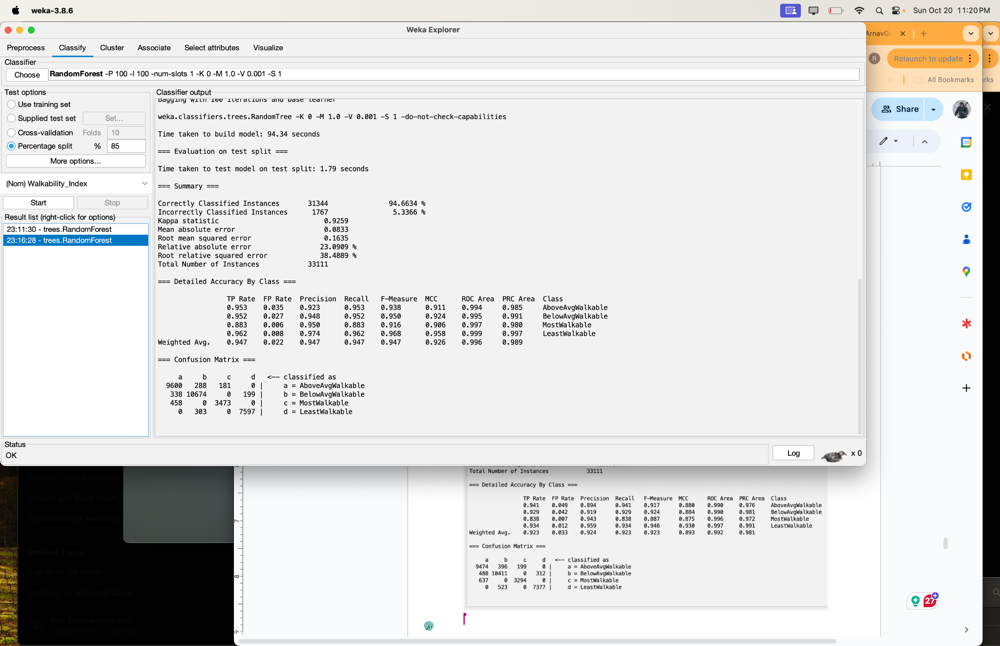 weka-3.8.6
Sun Oct 20 11:20 PM
Weka Explorer
Preprocess Classify Cluster Associate Select attributes Visualize
Classifier
Choose RandomForest -P 100 -I 100 -num-slots 1 -K 0 -M 1.0 -V 0.001 -S 1
Test options
Use training set
Supplied test set Set...
Cross-validation Folds 10
Percentage split % 85
More options...
(Nom) Walkability_Index
Start Stop
Result list (right-click for options)
23:11:30 - trees.RandomForest
23:16:28 - trees.RandomForest
Classifier output
Bagging with 100 iterations and base learner
weka.classifiers.trees.RandomTree -K 0 -M 1.0 -V 0.001 -S 1 -do-not-check-capabilities
Time taken to build model: 94.34 seconds
=== Evaluation on test split ===
Time taken to test model on test split: 1.79 seconds
=== Summary ===
Correctly Classified Instances 31344 94.6634 %
Incorrectly Classified Instances 1767 5.3366 %
Kappa statistic 0.9259
Mean absolute error 0.0833
Root mean squared error 0.1635
Relative absolute error 23.0909 %
Root relative squared error 38.4889 %
Total Number of Instances 33111
=== Detailed Accuracy By Class ===
TP Rate FP Rate Precision Recall F-Measure MCC ROC Area PRC Area Class
0.953 0.035 0.923 0.953 0.938 0.911 0.994 0.985 AboveAvgWalkable
0.952 0.027 0.948 0.952 0.950 0.924 0.995 0.991 BelowAvgWalkable
0.883 0.006 0.950 0.883 0.916 0.906 0.997 0.980 MostWalkable
0.962 0.008 0.974 0.962 0.968 0.958 0.999 0.997 LeastWalkable
Weighted Avg. 0.947 0.022 0.947 0.947 0.947 0.926 0.996 0.989
=== Confusion Matrix ===
a b c d <-- classified as
9600 288 181 0 | a = AboveAvgWalkable
338 10674 0 199 | b = BelowAvgWalkable
458 0 3473 0 | c = MostWalkable
0 303 0 7597 | d = LeastWalkable
Status
OK
Log x 0
ArnavGu
R Relaunch to update
All Bookmarks
rks
Share
31
Total Number of Instances 33111
=== Detailed Accuracy By Class ===
TP Rate FP Rate Precision Recall F-Measure MCC ROC Area PRC Area Class
0.941 0.049 0.894 0.941 0.917 0.880 0.990 0.976 AboveAvgWalkable
0.929 0.042 0.919 0.929 0.924 0.884 0.990 0.981 BelowAvgWalkable
0.838 0.007 0.943 0.838 0.887 0.875 0.996 0.972 MostWalkable
0.934 0.012 0.959 0.934 0.946 0.930 0.997 0.991 LeastWalkable
Weighted Avg. 0.923 0.033 0.924 0.923 0.923 0.893 0.992 0.981
=== Confusion Matrix ===
a b c d <-- classified as
9474 396 199 0 | a = AboveAvgWalkable
488 10411 0 312 | b = BelowAvgWalkable
637 0 3294 0 | c = MostWalkable
0 523 0 7377 | d = LeastWalkable
7
8
9
27
Normal Force Calculation
Gravity and Black Lives
Destruction of Ancestral
Previous 7 Days
Lab Write Up Guide
Progress vs Ancestral Land
Add Team workspace